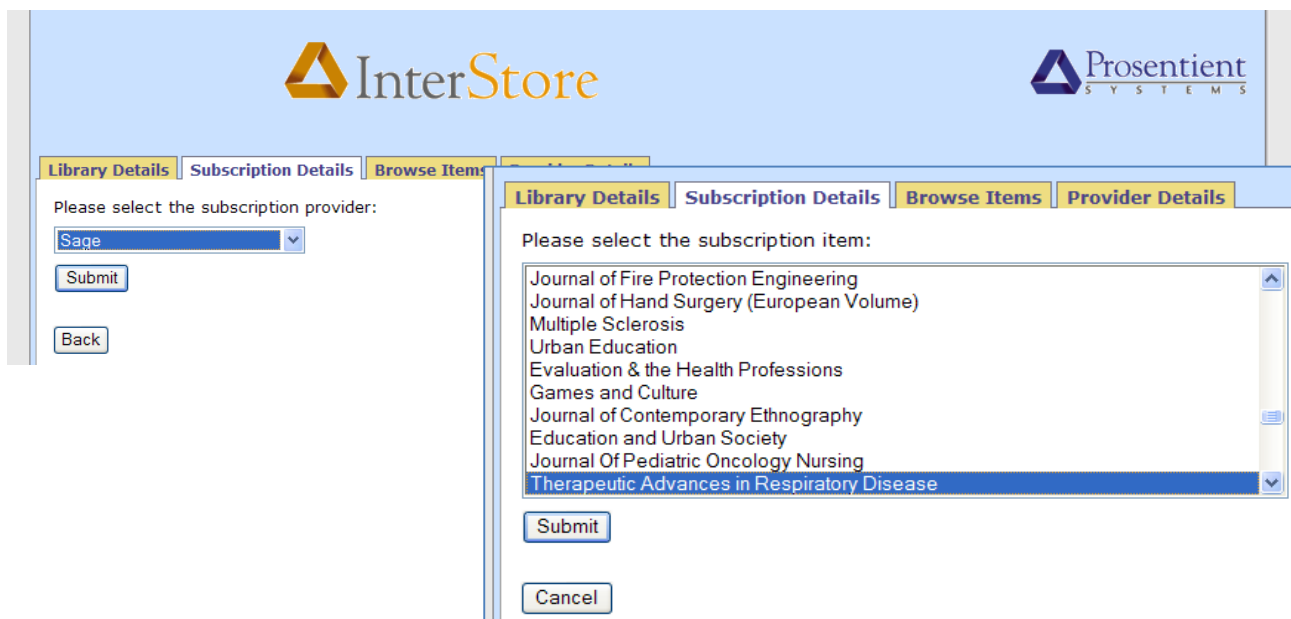 InterStore
Prosentient
SYSTEMS
Library Details Subscription Details Browse Items
Please select the subscription provider:
Sage
Submit
Back
Library Details Subscription Details Browse Items Provider Details
Please select the subscription item:
Journal of Fire Protection Engineering
Journal of Hand Surgery (European Volume)
Multiple Sclerosis
Urban Education
Evaluation & the Health Professions
Games and Culture
Journal of Contemporary Ethnography
Education and Urban Society
Journal Of Pediatric Oncology Nursing
Therapeutic Advances in Respiratory Disease
Submit
Cancel